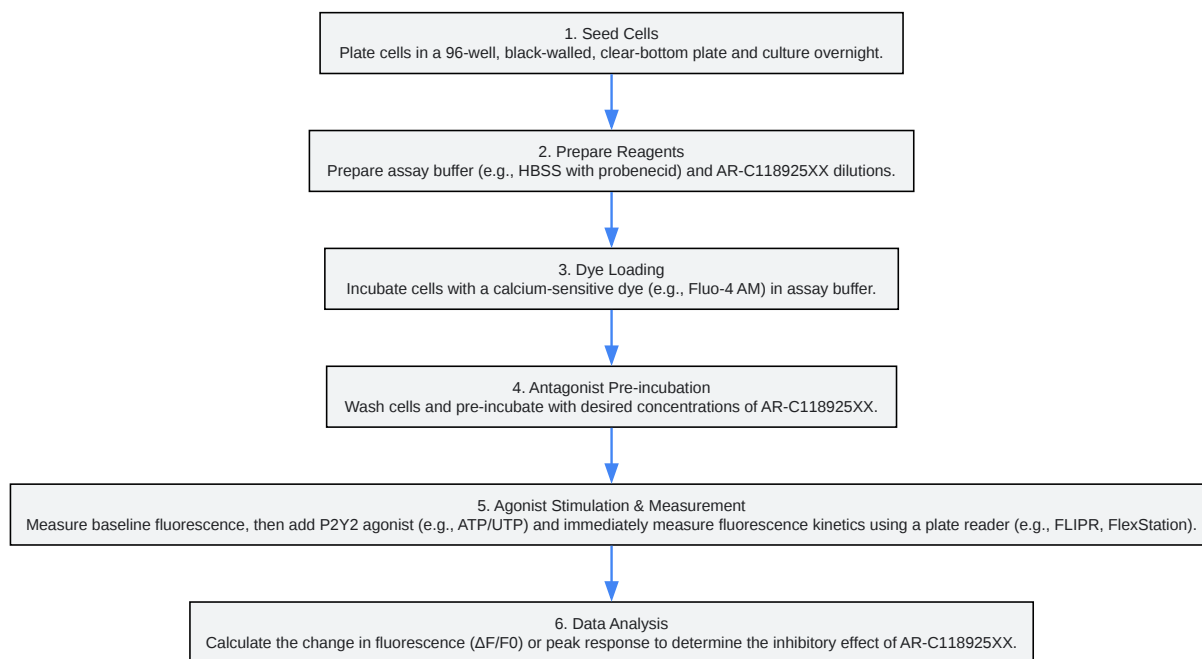 1. Seed Cells
Plate cells in a 96-well, black-walled, clear-bottom plate and culture overnight.
2. Prepare Reagents
Prepare assay buffer (e.g., HBSS with probenecid) and AR-C118925XX dilutions.
3. Dye Loading
Incubate cells with a calcium-sensitive dye (e.g., Fluo-4 AM) in assay buffer.
4. Antagonist Pre-incubation
Wash cells and pre-incubate with desired concentrations of AR-C118925XX.
5. Agonist Stimulation & Measurement
Measure baseline fluorescence, then add P2Y2 agonist (e.g., ATP/UTP) and immediately measure fluorescence kinetics using a plate reader (e.g., FLIPR, FlexStation).
6. Data Analysis
Calculate the change in fluorescence (ΔF/F0) or peak response to determine the inhibitory effect of AR-C118925XX.